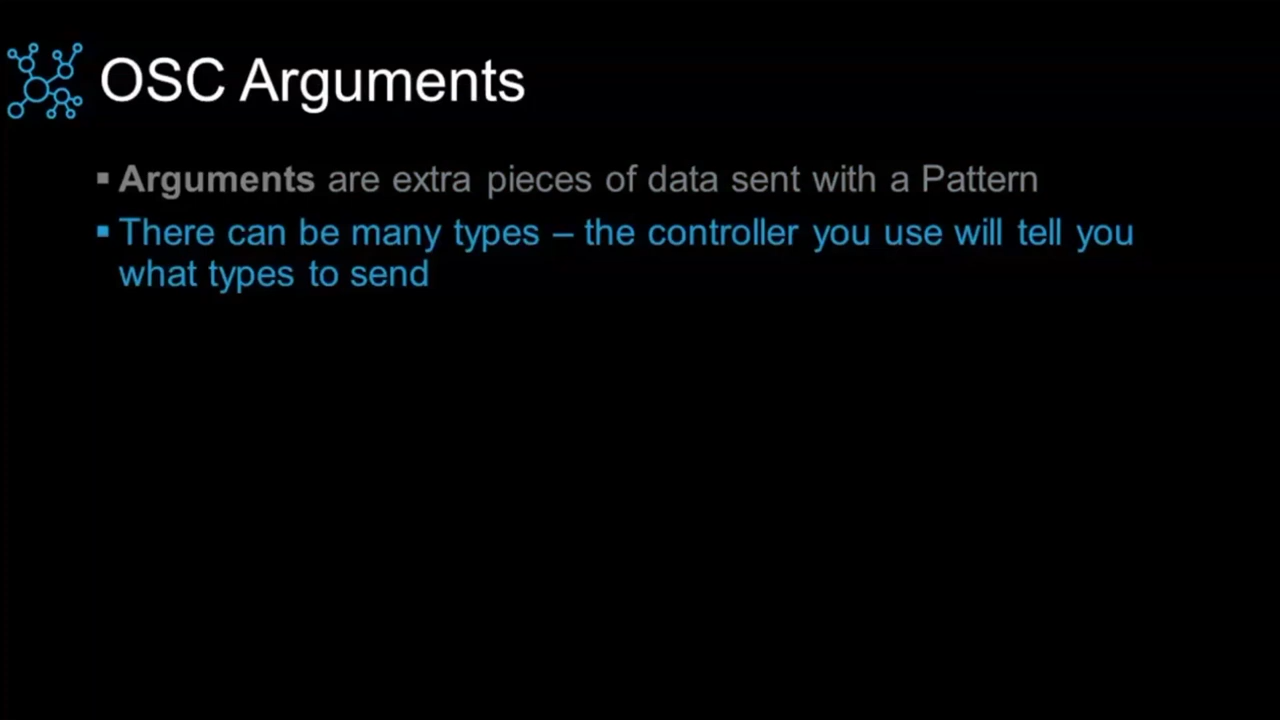 OSC Arguments
▪ Arguments are extra pieces of data sent with a Pattern
▪ There can be many types – the controller you use will tell you
what types to send